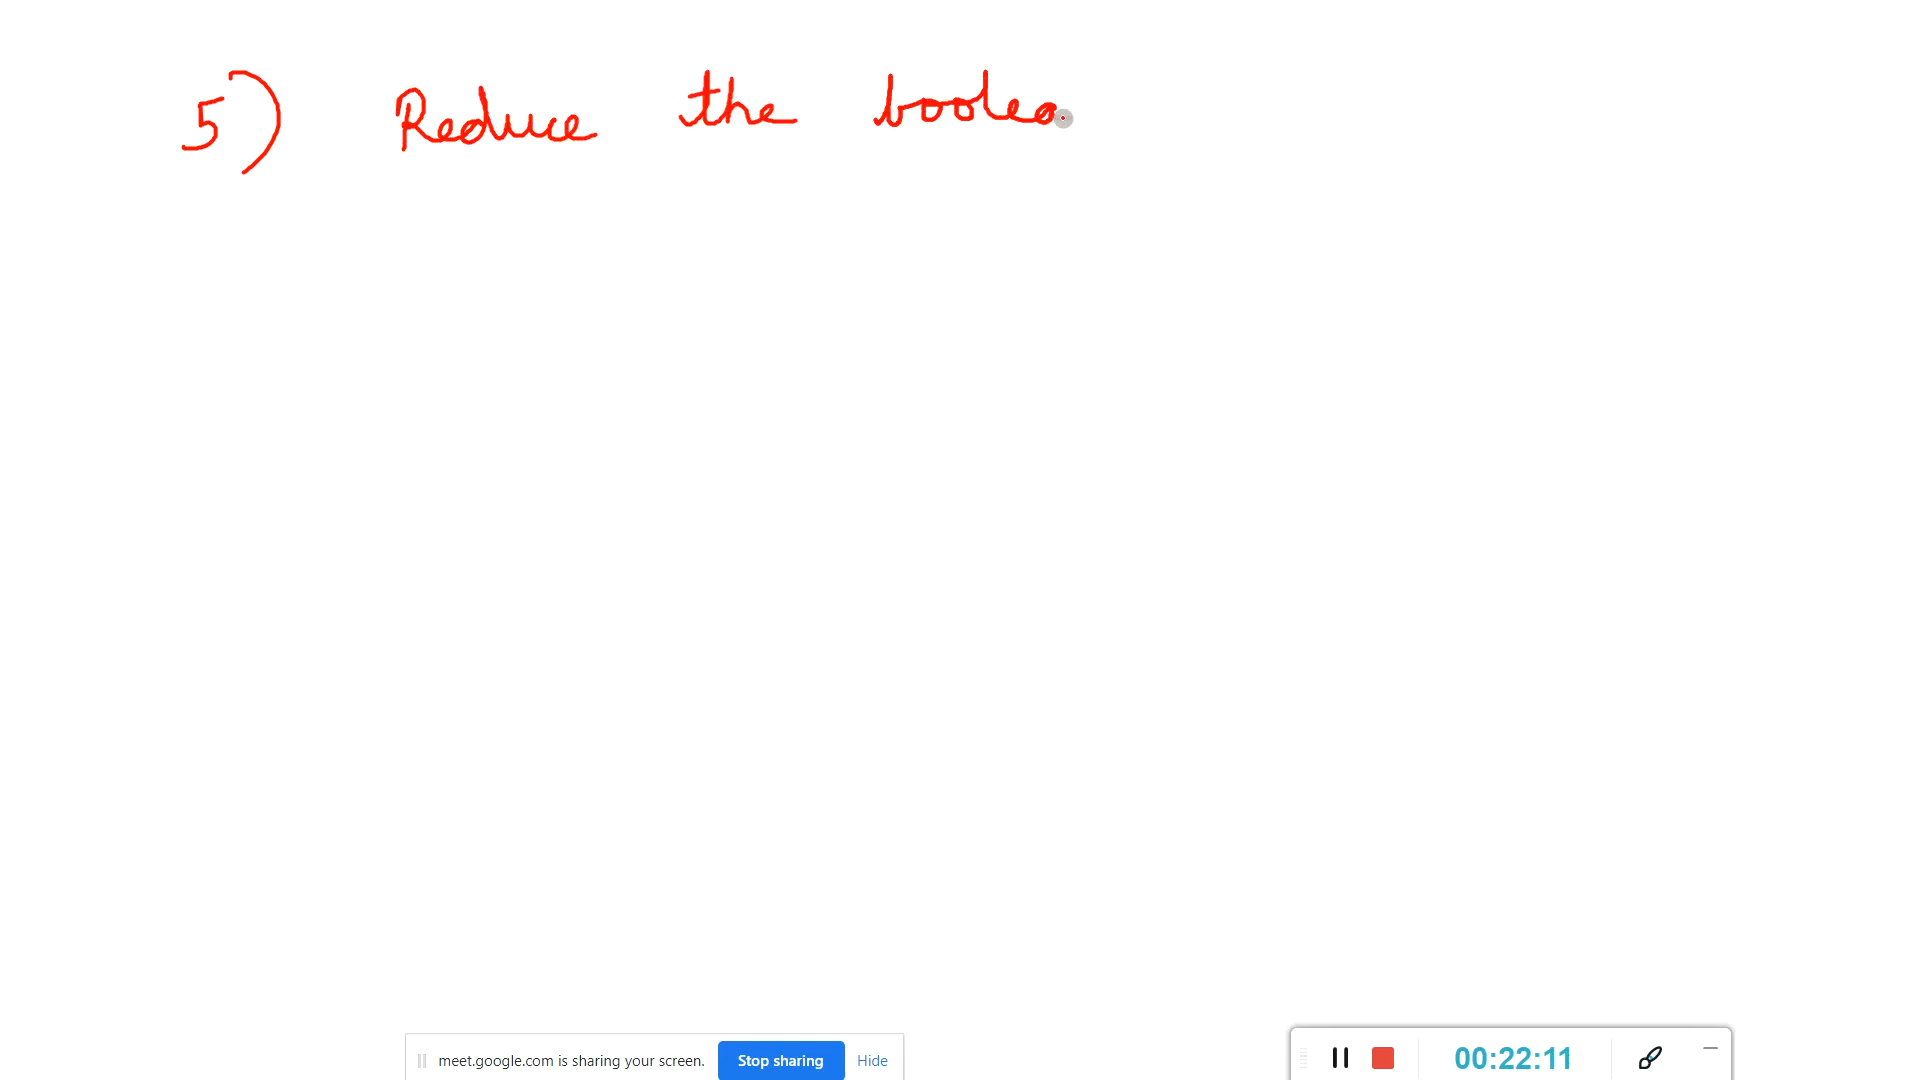 5) Reduce the boolea
meet.google.com is sharing your screen. Stop sharing Hide 00:22:11